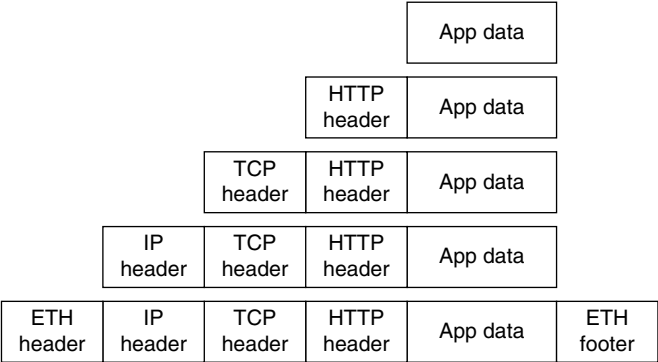 App data
HTTP header App data
TCP header HTTP header App data
IP header TCP header HTTP header App data
ETH header IP header TCP header HTTP header App data ETH footer